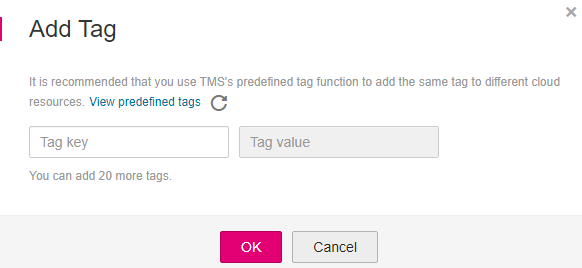 Add Tag
It is recommended that you use TMS's predefined tag function to add the same tag to different cloud
resources. View predefined tags
Tag key Tag value
You can add 20 more tags.
OK Cancel